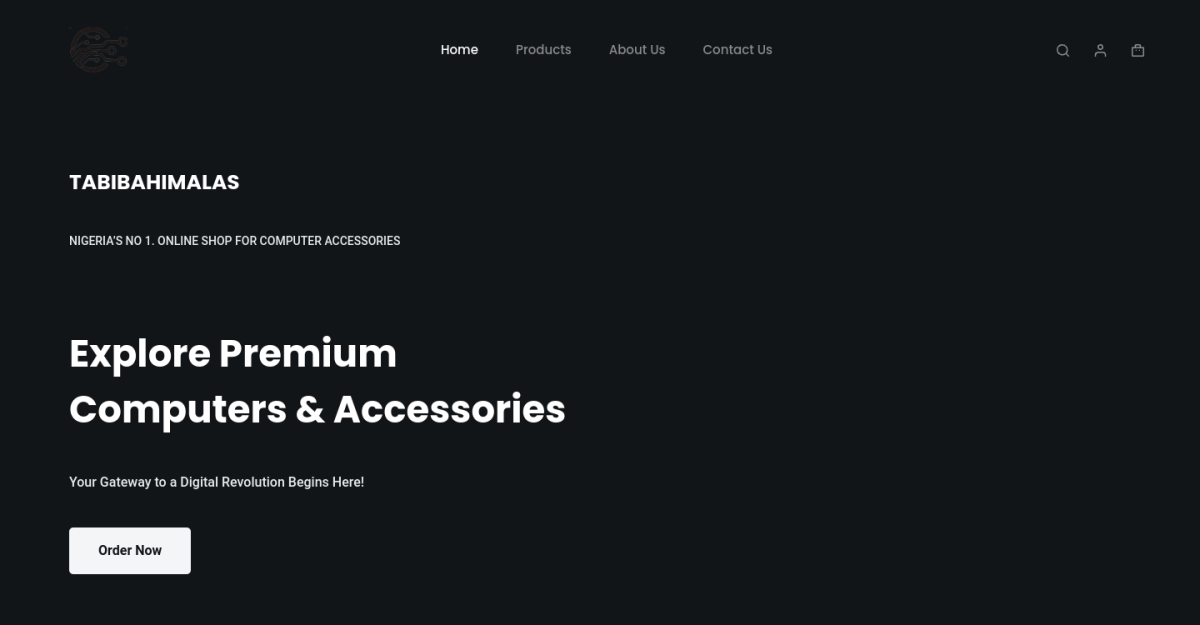 Home Products About Us Contact Us
TABIBAHIMALAS
NIGERIA'S NO 1. ONLINE SHOP FOR COMPUTER ACCESSORIES
Explore Premium
Computers & Accessories
Your Gateway to a Digital Revolution Begins Here!
Order Now